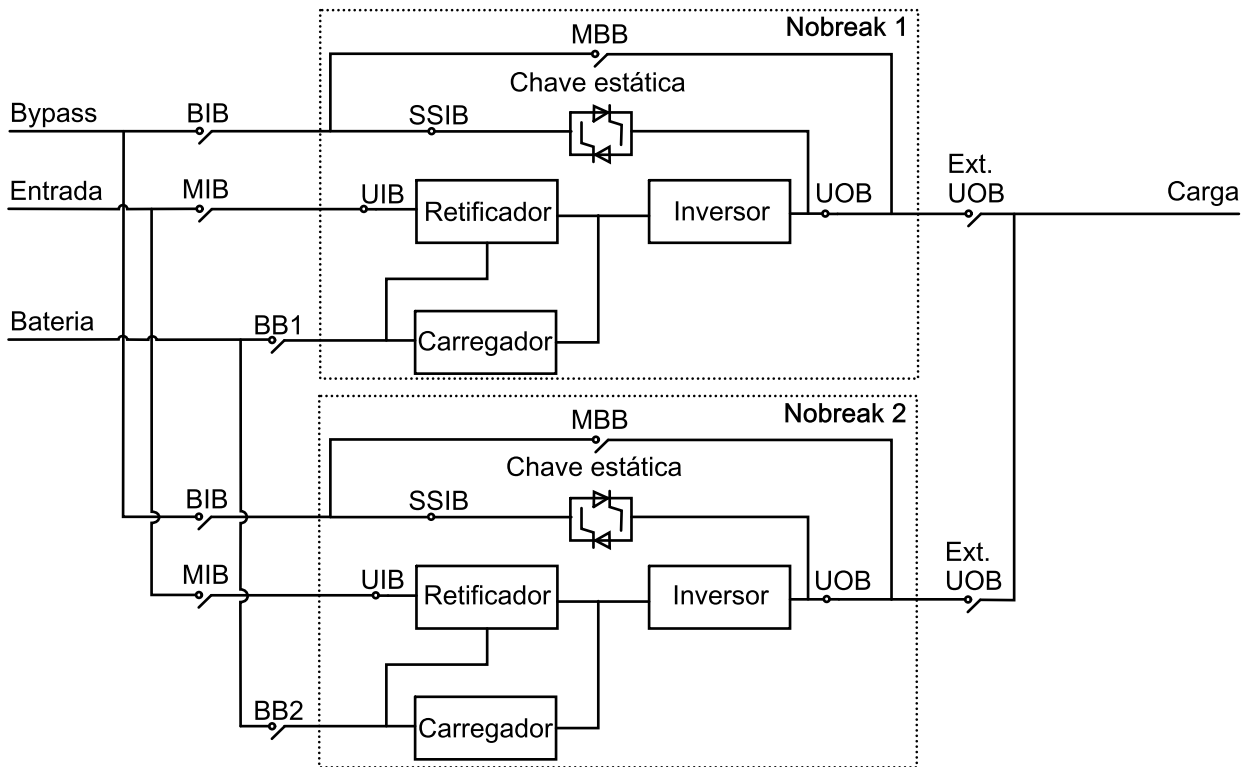 Nobreak 1
MBB
Chave estática
Bypass
BIB
SSIB
Entrada
MIB
UIB
Retificador
Inversor
UOB
Ext.
UOB
Carga
Bateria
BB1
Carregador
Nobreak 2
MBB
Chave estática
BIB
SSIB
MIB
UIB
Retificador
Inversor
UOB
Ext.
UOB
BB2
Carregador